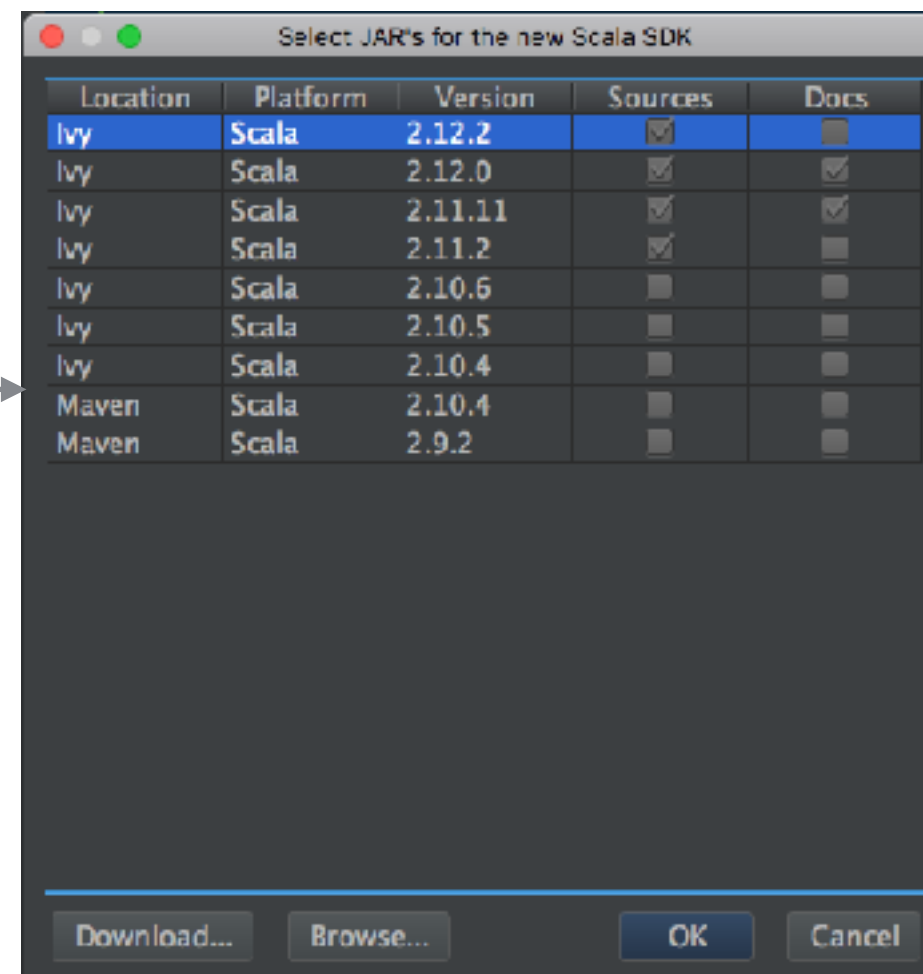 Select JAR's for the new Scala SDK
Location Platform Version Sources Docs
Ivy Scala 2.12.2
Ivy Scala 2.12.0
Ivy Scala 2.11.11
Ivy Scala 2.11.2
Ivy Scala 2.10.6
Ivy Scala 2.10.5
Ivy Scala 2.10.4
Maven Scala 2.10.4
Maven Scala 2.9.2
Download... Browse... OK Cancel